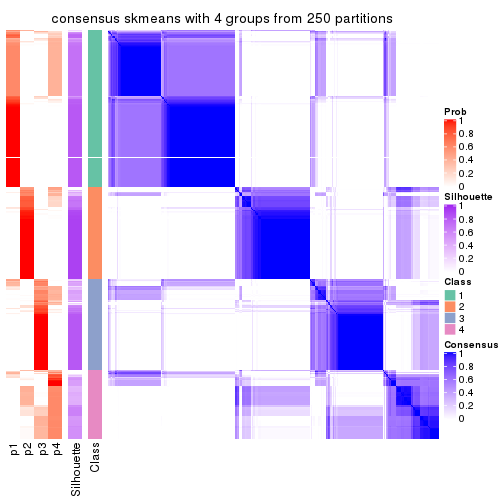 consensus skmeans with 4 groups from 250 partitions
Prob
1
0.8
0.6
0.4
0.2
0
Silhouette
1
0.8
0.6
0.4
0.2
0
Class
1
2
3
4
Consensus
1
0.8
0.6
0.4
0.2
0
p1
p2
p3
p4
Silhouette
Class